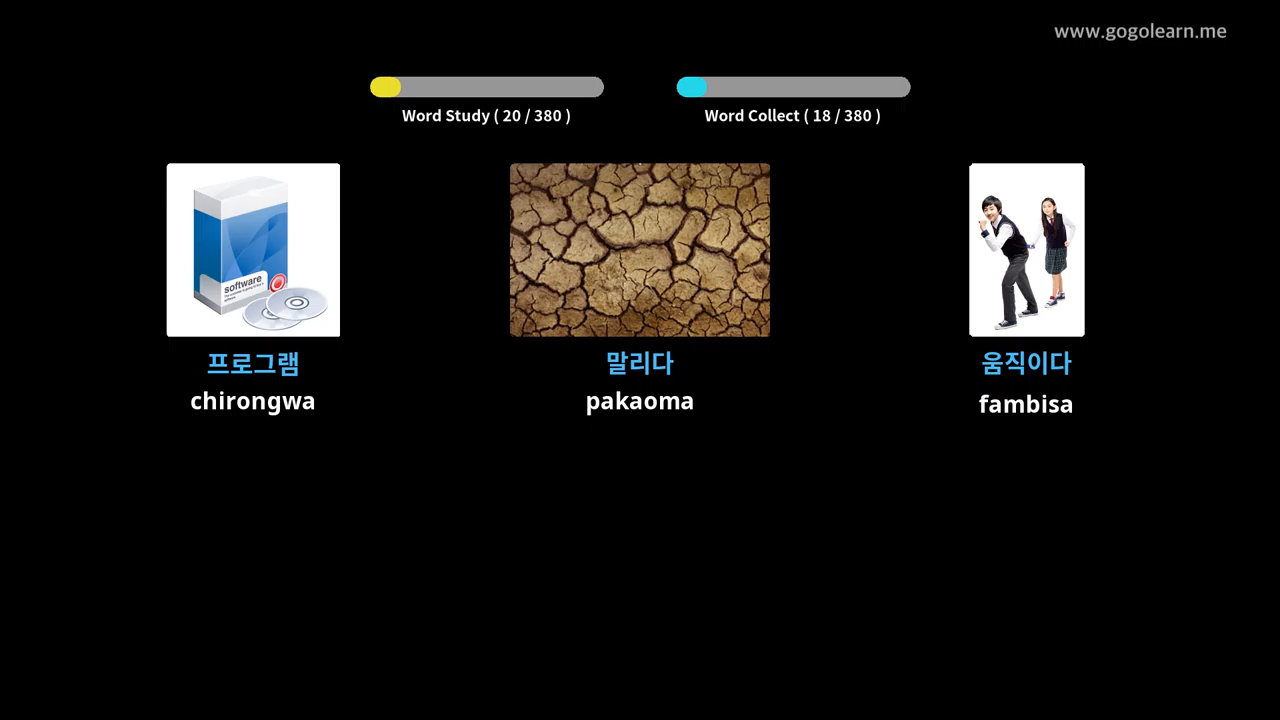 www.gogolearn.me
Word Study ( 20 / 380 )
Word Collect ( 18 / 380 )
software
프로그램
말리다
움직이다
chirongwa
pakaoma
fambisa